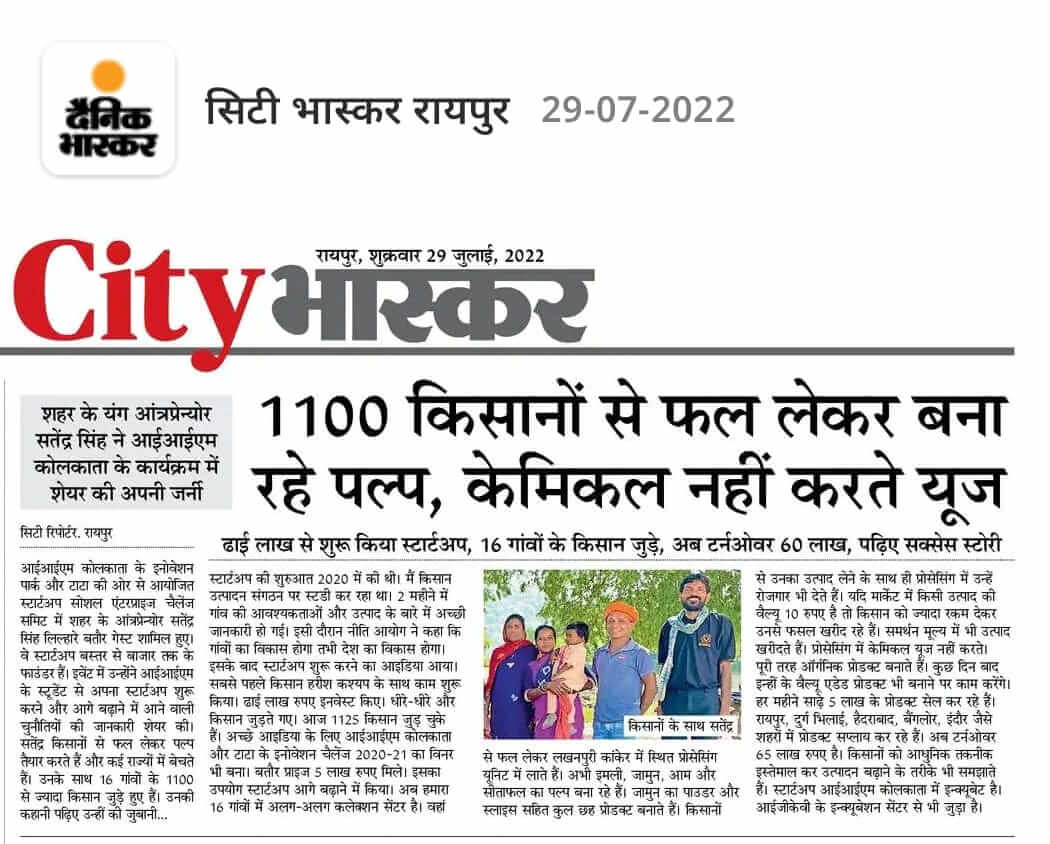 दैनिक
भास्कर
सिटी भास्कर रायपुर 29-07-2022
रायपुर, शुक्रवार 29 जुलाई, 2022
City भास्कर
शहर के यंग आंत्रप्रेन्योर
सतेंद्र सिंह ने आईआईएम
कोलकाता के कार्यक्रम में
शेयर की अपनी जर्नी
1100 किसानों से फल लेकर बना
रहे पल्प, केमिकल नहीं करते यूज
ढाई लाख से शुरू किया स्टार्टअप, 16 गांवों के किसान जुड़े, अब टर्नओवर 60 लाख, पढ़िए सक्सेस स्टोरी
सिटी रिपोर्टर. रायपुर
आईआईएम कोलकाता के इनोवेशन
पार्क और टाटा की ओर से आयोजित
स्टार्टअप सोशल एंटरप्राइज चैलेंज
समिट में शहर के आंत्रप्रेन्योर सतेंद्र
सिंह लिल्हारे बतौर गेस्ट शामिल हुए।
वे स्टार्टअप बस्तर से बाजार तक के
फाउंडर हैं। इवेंट में उन्होंने आईआईएम
के स्टूडेंट से अपना स्टार्टअप शुरू
करने और आगे बढ़ाने में आने वाली
चुनौतियों की जानकारी शेयर की।
सतेंद्र किसानों से फल लेकर पल्प
तैयार करते हैं और कई राज्यों में बेचते
हैं। उनके साथ 16 गांवों के 1100
से ज्यादा किसान जुड़े हुए हैं। उनकी
कहानी पढ़िए उन्हीं की जुबानी...
स्टार्टअप की शुरुआत 2020 में की थी। मैं किसान
उत्पादन संगठन पर स्टडी कर रहा था। 2 महीने में
गांव की आवश्यकताओं और उत्पाद के बारे में अच्छी
जानकारी हो गई। इसी दौरान नीति आयोग ने कहा कि
गांवों का विकास होगा तभी देश का विकास होगा।
इसके बाद स्टार्टअप शुरू करने का आइडिया आया।
सबसे पहले किसान हरीश कश्यप के साथ काम शुरू
किया। ढाई लाख रुपए इनवेस्ट किए। धीरे-धीरे और
किसान जुड़ते गए। आज 1125 किसान जुड़ चुके
हैं। अच्छे आइडिया के लिए आईआईएम कोलकाता
और टाटा के इनोवेशन चैलेंज 2020-21 का विनर
भी बना। बतौर प्राइज 5 लाख रुपए मिले। इसका
उपयोग स्टार्टअप आगे बढ़ाने में किया। अब हमारा
16 गांवों में अलग-अलग कलेक्शन सेंटर है। वहां
किसानों के साथ सतेंद्र
से फल लेकर लखनपुरी कांकेर में स्थित प्रोसेसिंग
यूनिट में लाते हैं। अभी इमली, जामुन, आम और
सीताफल का पल्प बना रहे हैं। जामुन का पाउडर और
स्लाइस सहित कुल छह प्रोडक्ट बनाते हैं। किसानों
से उनका उत्पाद लेने के साथ ही प्रोसेसिंग में उन्हें
रोजगार भी देते हैं। यदि मार्केट में किसी उत्पाद की
वैल्यू 10 रुपए है तो किसान को ज्यादा रकम देकर
उनसे फसल खरीद रहे हैं। समर्थन मूल्य में भी उत्पाद
खरीदते हैं। प्रोसेसिंग में केमिकल यूज नहीं करते।
पूरी तरह ऑर्गेनिक प्रोडक्ट बनाते हैं। कुछ दिन बाद
इन्हीं के वैल्यू एडेड प्रोडक्ट भी बनाने पर काम करेंगे।
हर महीने साढ़े 5 लाख के प्रोडक्ट सेल कर रहे हैं।
रायपुर, दुर्ग भिलाई, हैदराबाद, बैंगलोर, इंदौर जैसे
शहरों में प्रोडक्ट सप्लाय कर रहे हैं। अब टर्नओवर
65 लाख रुपए है। किसानों को आधुनिक तकनीक
इस्तेमाल कर उत्पादन बढ़ाने के तरीके भी समझाते
हैं। स्टार्टअप आईआईएम कोलकाता में इन्क्यूबेट है।
आईजीकेवी के इन्क्यूबेशन सेंटर से भी जुड़ा है।